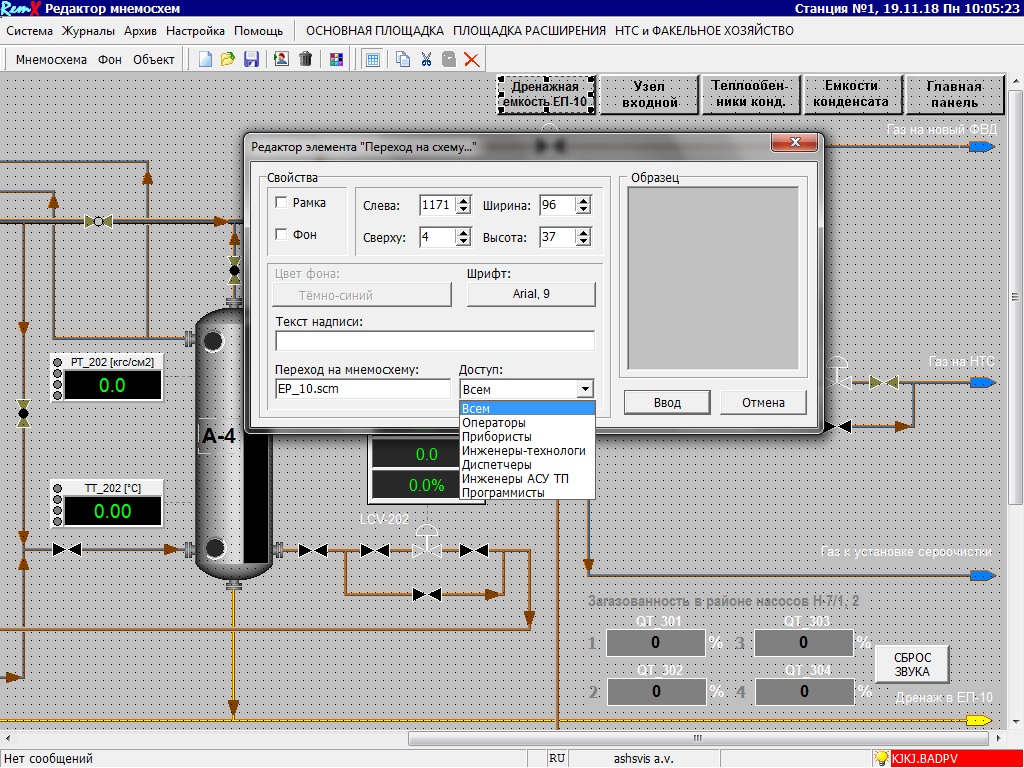 RemX Редактор мнемосхем
Станция №1, 19.11.18 Пн 10:05:23
Система Журналы Архив Настройка Помощь ОСНОВНАЯ ПЛОЩАДКА ПЛОЩАДКА РАСШИРЕНИЯ НТС и ФАКЕЛЬНОЕ ХОЗЯЙСТВО
Мнемосхема Фон Объект
Дренажная
емкость ЕП-10
Узел
входной
Теплообен-
ники конд.
Емкости
конденсата
Главная
панель
Газ на новый ФВД
Редактор элемента "Переход на схему..."
Свойства
Рамка
Фон
Слева: 1171 Ширина: 96
Сверху: 4 Высота: 37
Цвет фона: Шрифт:
Тёмно-синий Arial, 9
Текст надписи:
Переход на мнемосхему: Доступ:
EP_10.scm Всем
Всем
Операторы
Прибористы
Инженеры-технологи
Диспетчеры
Инженеры АСУ ТП
Программисты
Образец
Ввод Отмена
PT_202 [кгс/см2]
0.0
Газ на НТС
A-4
0.0
0.0%
TT_202 [°C]
0.00
LCV-202
Газ к установке сероочистки
Загазованность в районе насосов Н-7/1, 2
QT_301 QT_303
1 0 % 3 0 %
QT_302 QT_304
2 0 % 4 0 %
СБРОС
ЗВУКА
Дренаж в ЕП-10
Нет сообщений RU ashsvis a.v. KJKJ.BADPV